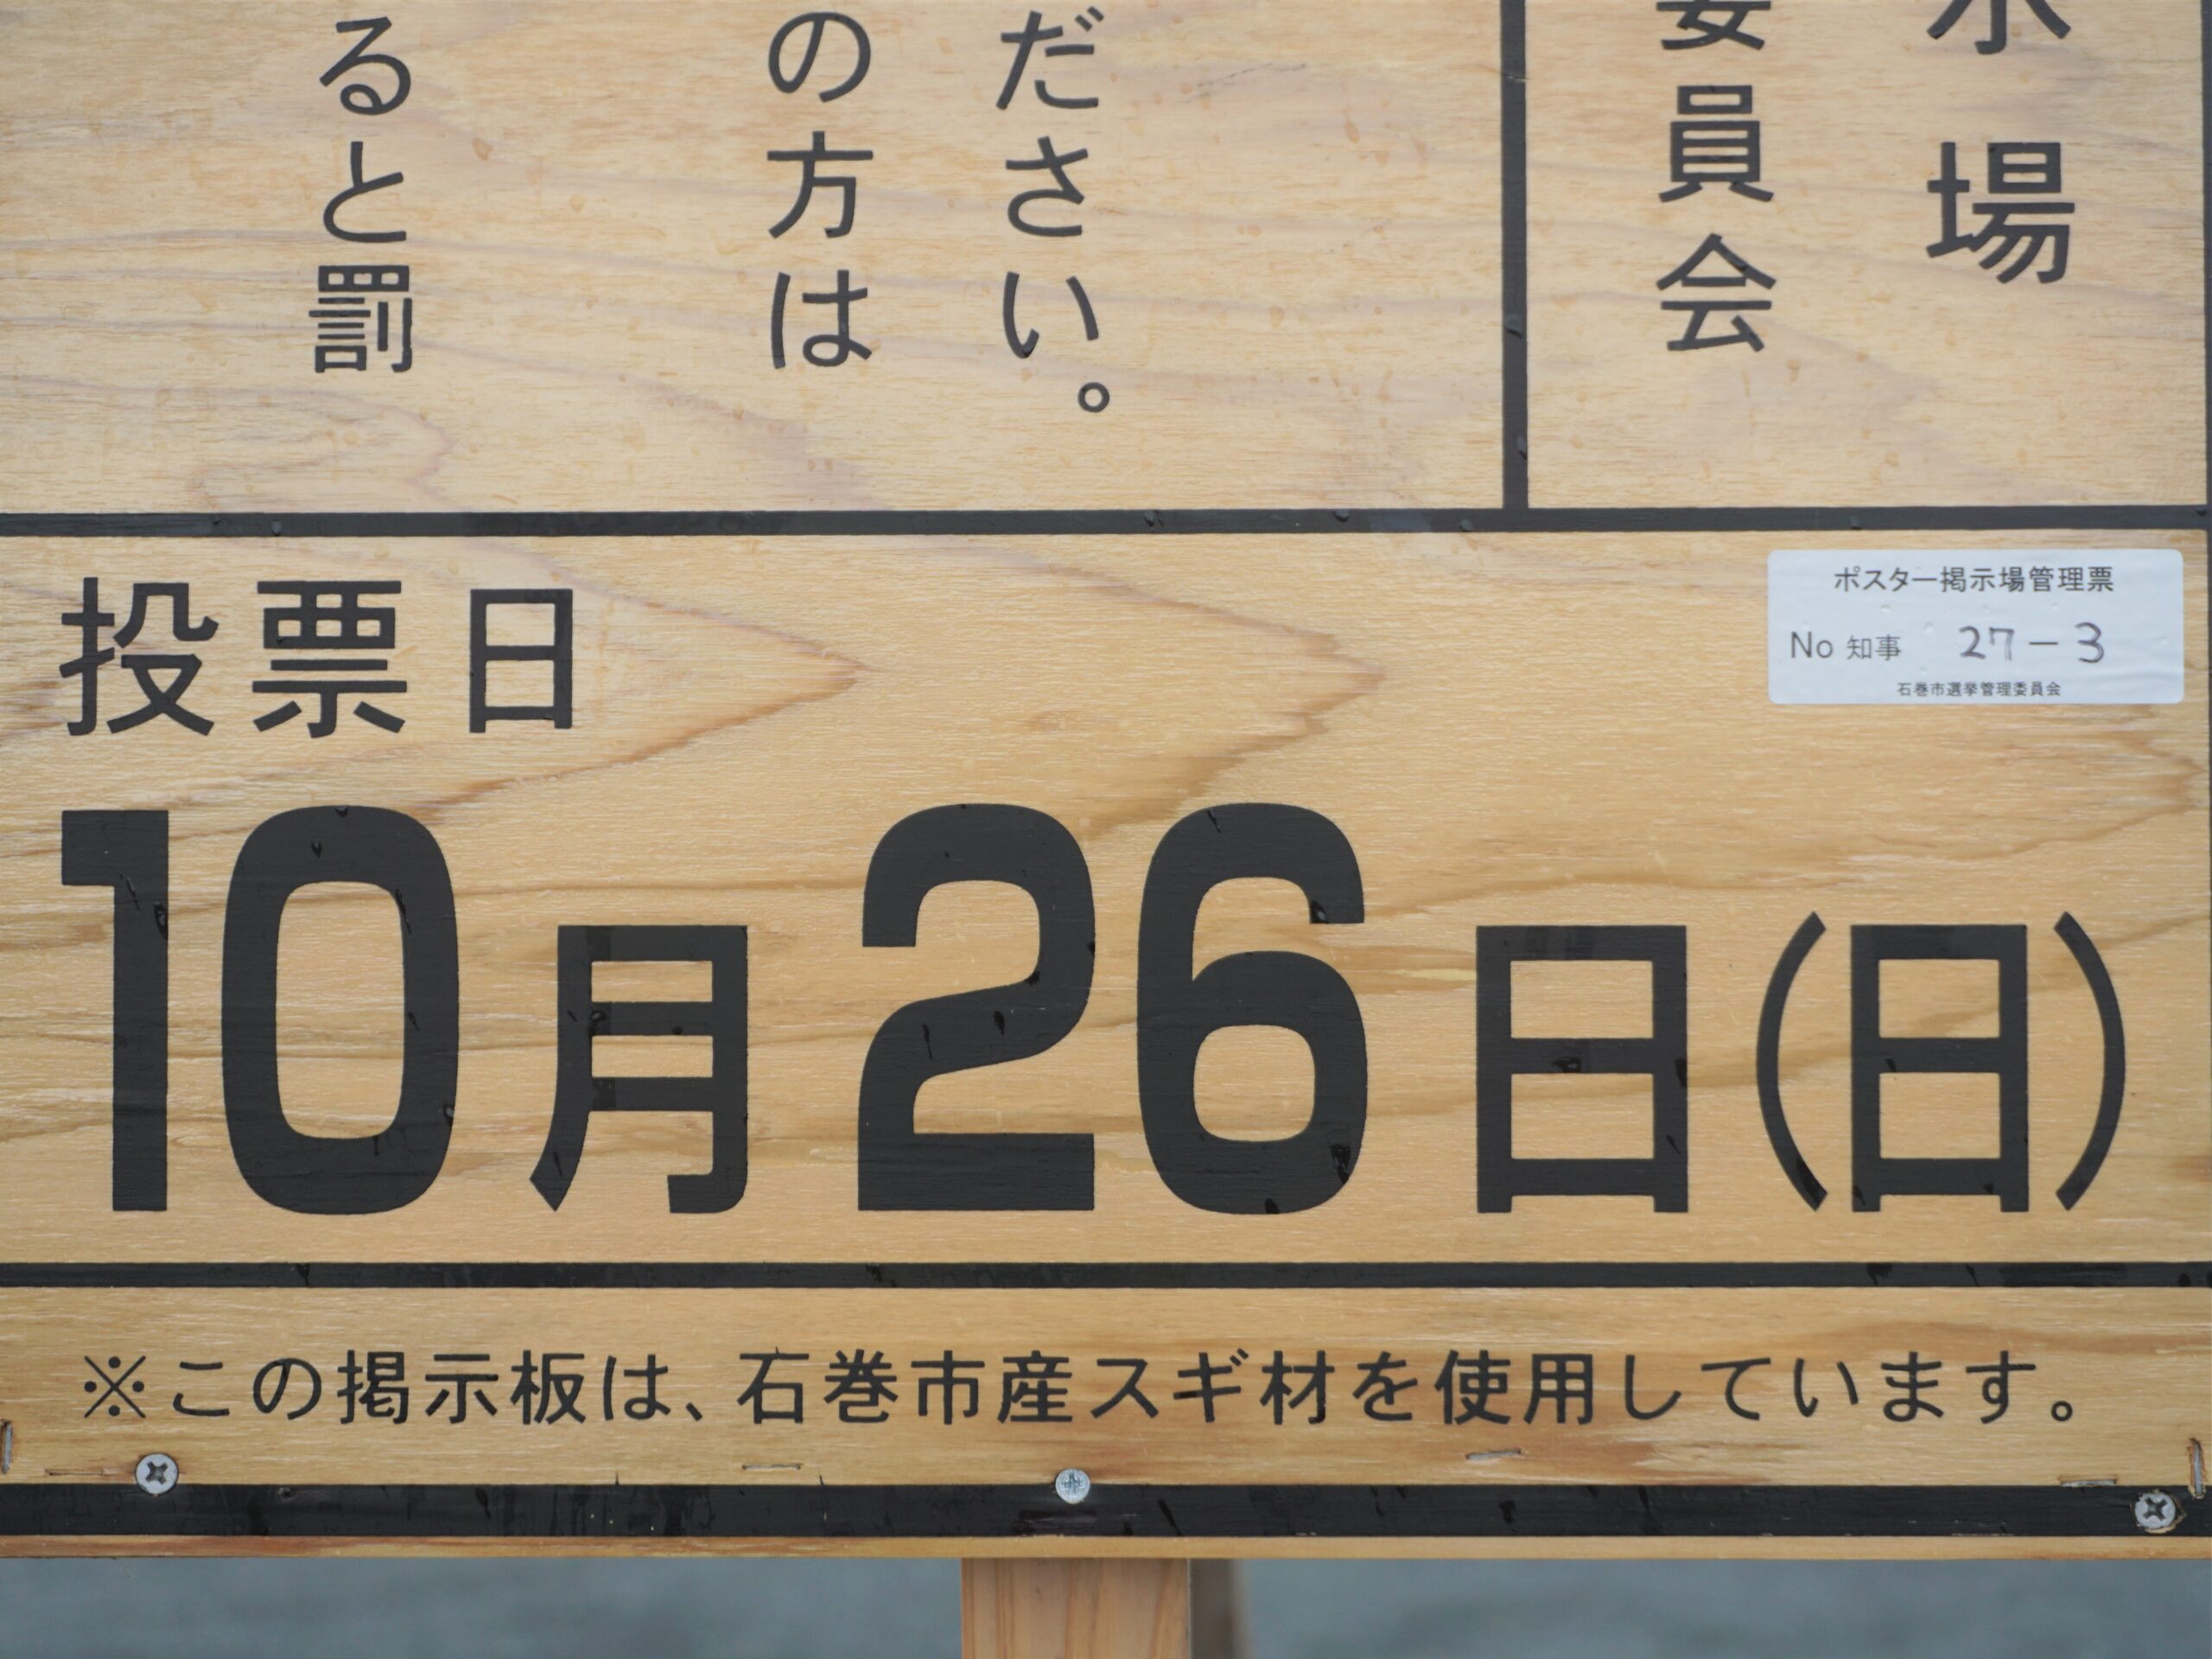 示場
委員会
ださい。
の方は
ると罰
投票日
ポスター掲示場管理票
No 知事 27-3
石巻市選挙管理委員会
10月26日(日)
※この掲示板は、石巻市産スギ材を使用しています。